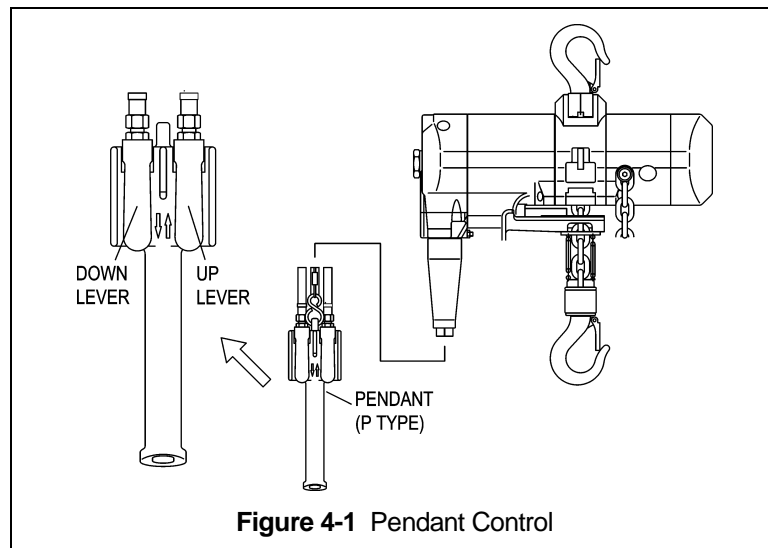 DOWN
LEVER
UP
LEVER
PENDANT
(P TYPE)
Figure 4-1 Pendant Control